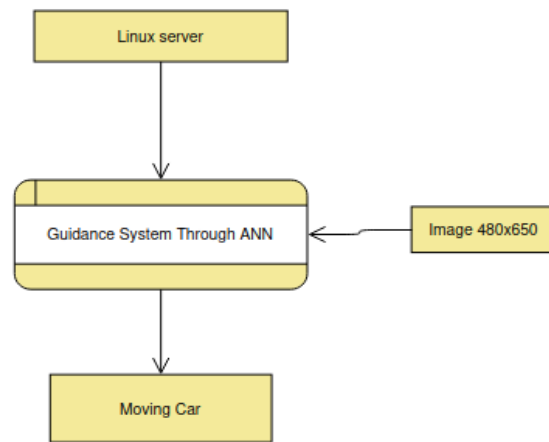 Linux server
Guidance System Through ANN
Image 480x650
Moving Car